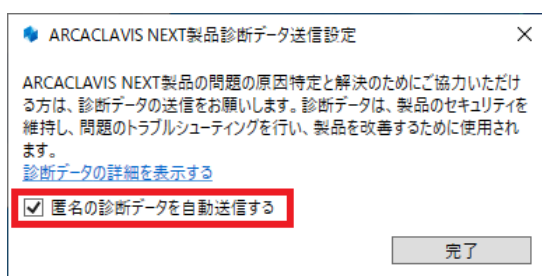 ARCACLAVIS NEXT製品診断データ送信設定
ARCACLAVIS NEXT製品の問題の原因特定と解決のためにご協力いただけ
る方は、診断データの送信をお願いします。診断データは、製品のセキュリティを
維持し、問題のトラブルシューティングを行い、製品を改善するために使用され
ます。
診断データの詳細を表示する
匿名の診断データを自動送信する
完了